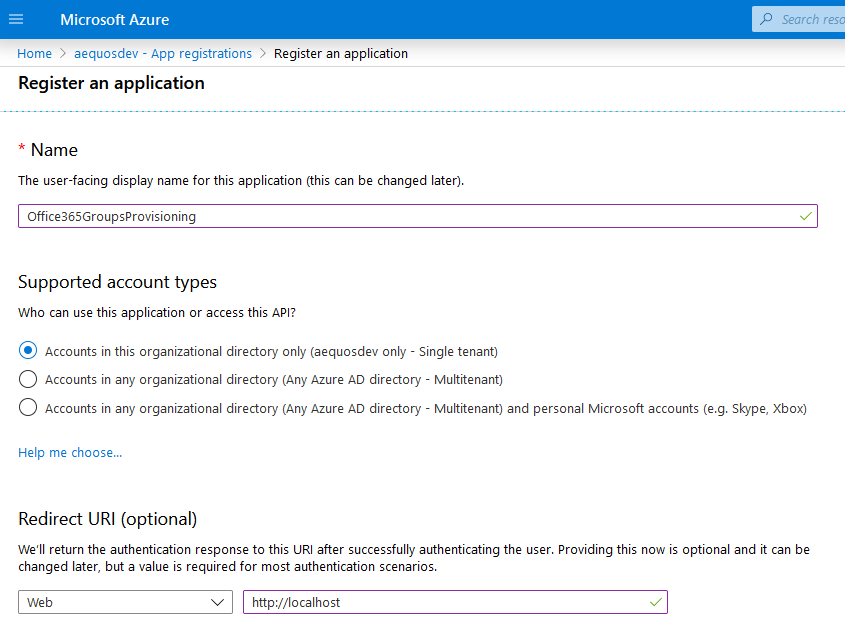 Microsoft Azure
Search reso
Home > aequosdev - App registrations > Register an application
Register an application
* Name
The user-facing display name for this application (this can be changed later).
Office365GroupsProvisioning
Supported account types
Who can use this application or access this API?
Accounts in this organizational directory only (aequosdev only - Single tenant)
Accounts in any organizational directory (Any Azure AD directory - Multitenant)
Accounts in any organizational directory (Any Azure AD directory - Multitenant) and personal Microsoft accounts (e.g. Skype, Xbox)
Help me choose...
Redirect URI (optional)
We'll return the authentication response to this URI after successfully authenticating the user. Providing this now is optional and it can be
changed later, but a value is required for most authentication scenarios.
Web
http://localhost